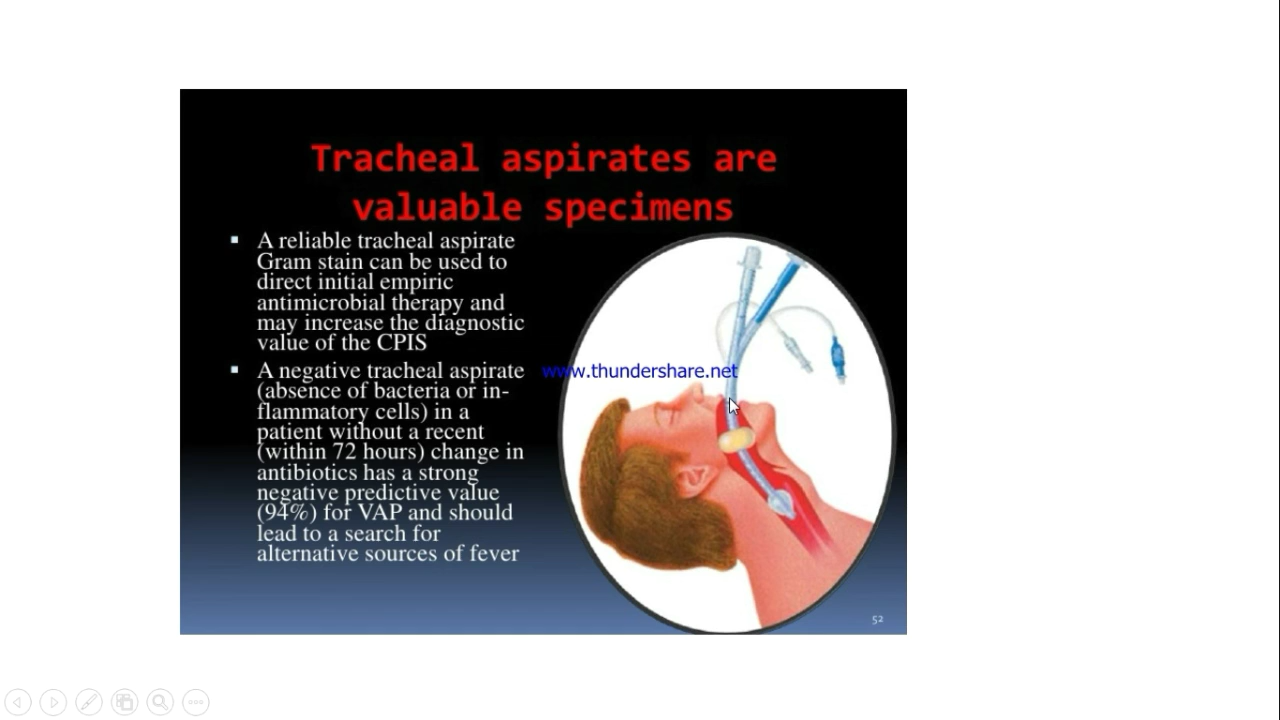 Tracheal aspirates are
valuable specimens
▪ A reliable tracheal aspirate
Gram stain can be used to
direct initial empiric
antimicrobial therapy and
may increase the diagnostic
value of the CPIS
▪ A negative tracheal aspirate
(absence of bacteria or in-
flammatory cells) in a
patient without a recent
(within 72 hours) change in
antibiotics has a strong
negative predictive value
(94%) for VAP and should
lead to a search for
alternative sources of fever
www.thundershare.net
52